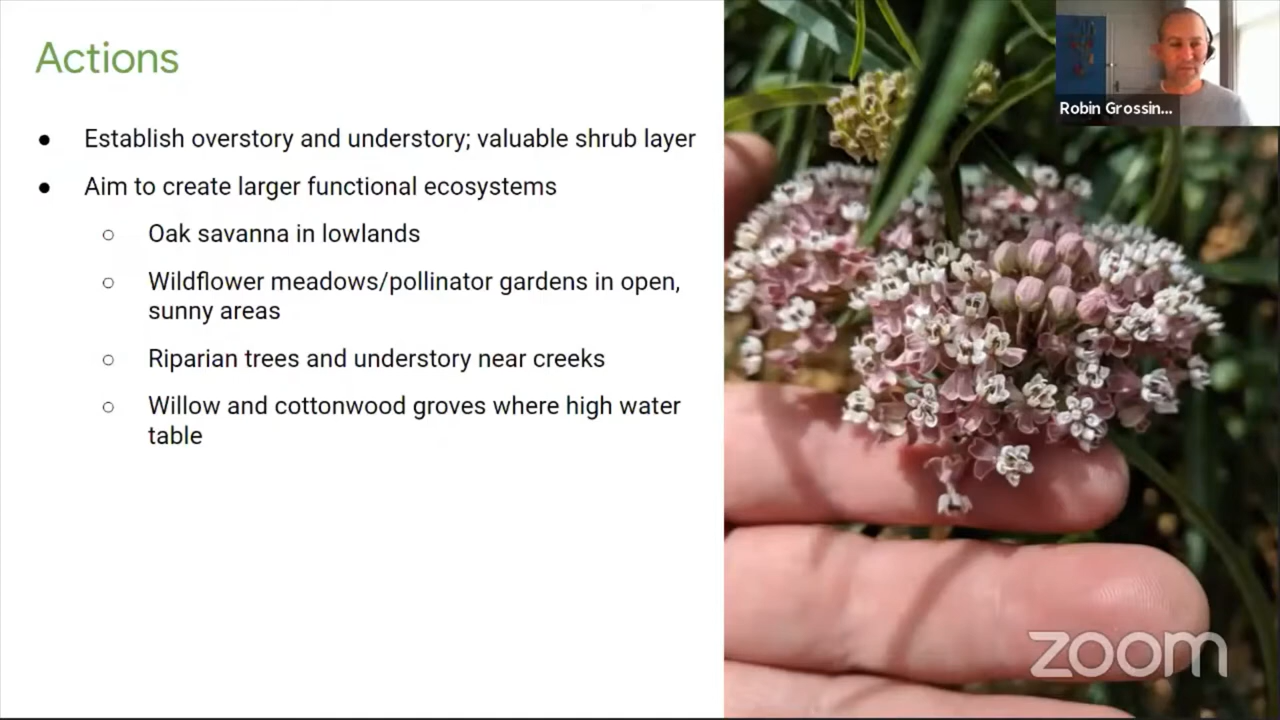 Actions
● Establish overstory and understory; valuable shrub layer
● Aim to create larger functional ecosystems
○ Oak savanna in lowlands
○ Wildflower meadows/pollinator gardens in open,
sunny areas
○ Riparian trees and understory near creeks
○ Willow and cottonwood groves where high water
table
Robin Grossin...
zoom